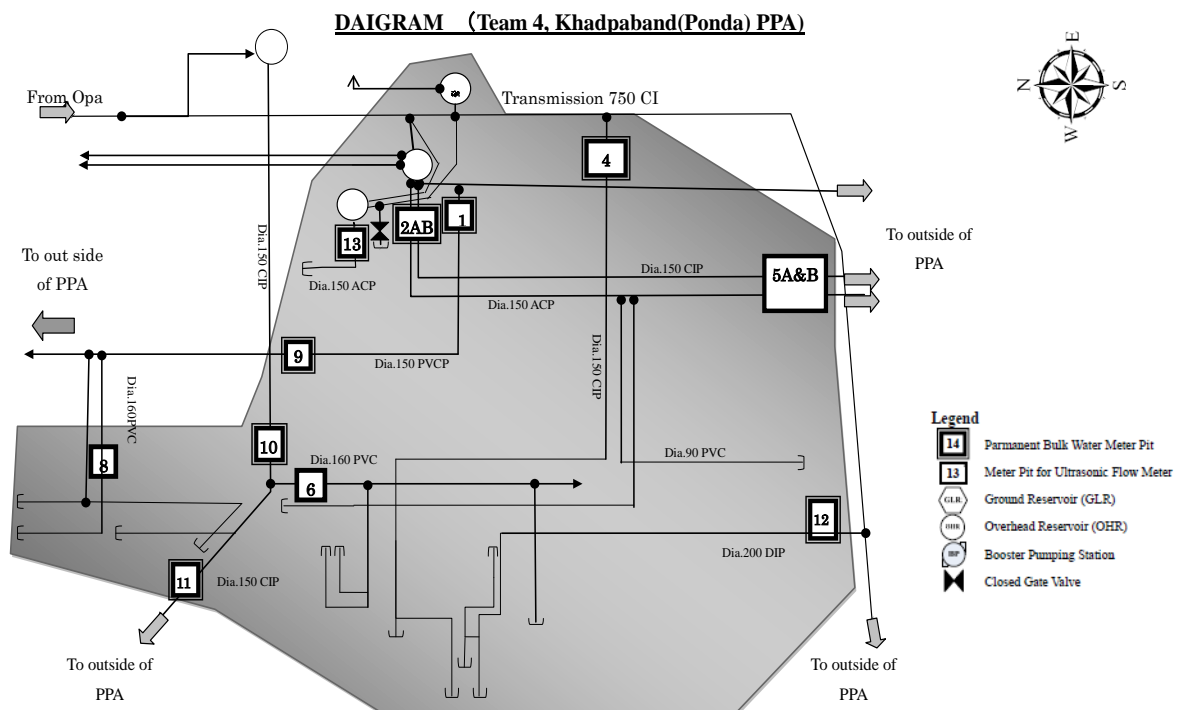 DAIGRAM （Team 4, Khadpaband(Ponda) PPA)
E
N
S
W
From Opa
Transmission 750 CI
4
1
2AB
13
To out side
of PPA
Dia.150 CIP
Dia.150 ACP
Dia.150 CIP
Dia.150 ACP
5A&B
To outside of
PPA
9
Dia.150 PVCP
Dia.150 CIP
Dia.160PVC
8
10
Dia.160 PVC
6
Dia.90 PVC
12
Dia.200 DIP
11
Dia.150 CIP
To outside of
PPA
To outside of
PPA
Legend
14 Parmanent Bulk Water Meter Pit
13 Meter Pit for Ultrasonic Flow Meter
GLR Ground Reservoir (GLR)
OHR Overhead Reservoir (OHR)
Booster Pumping Station
Closed Gate Valve